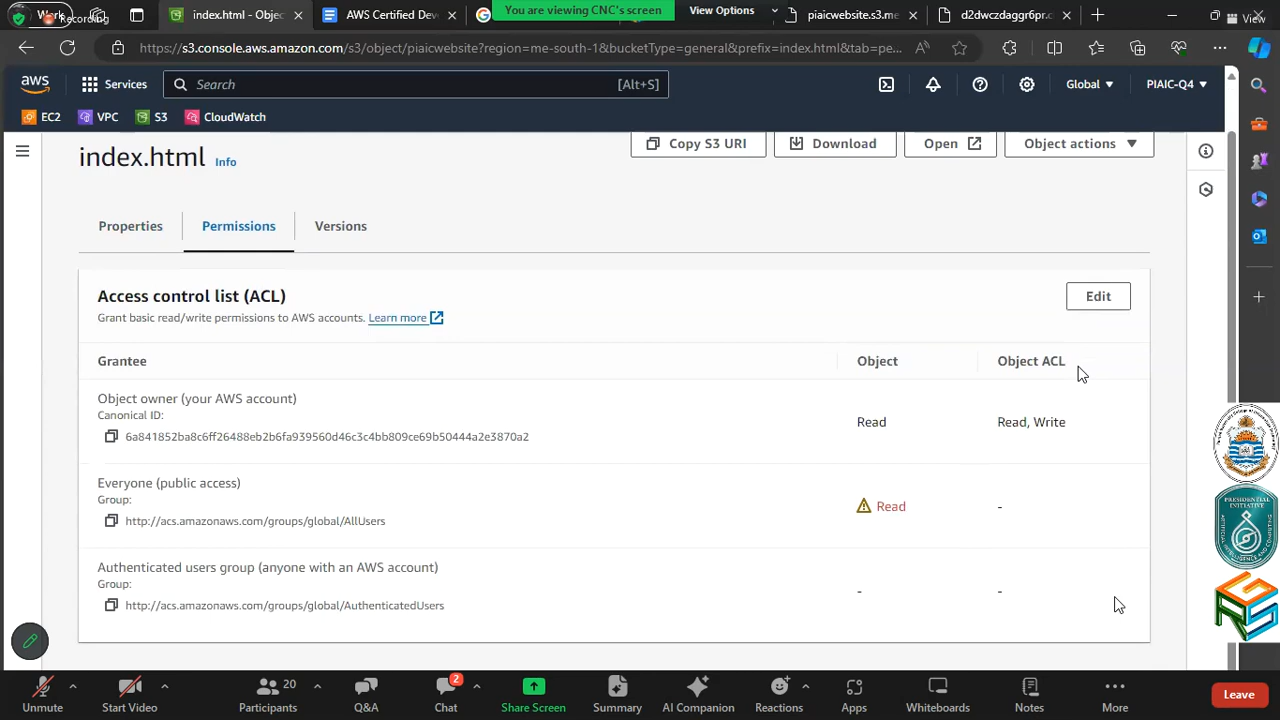 Work
Recording
index.html - Objec
AWS Certified Dev
You are viewing CNC's screen
View Options
piaicwebsite.s3.me
d2dwczdaggr6pr.c
View
https://s3.console.aws.amazon.com/s3/object/piaicwebsite?region=me-south-1&bucketType=general&prefix=index.html&tab=pe...
aws
Services
Search
[Alt+S]
Global
PIAIC-Q4
EC2
VPC
S3
CloudWatch
index.html
Info
Copy S3 URI
Download
Open
Object actions
Properties
Permissions
Versions
Access control list (ACL)
Edit
Grant basic read/write permissions to AWS accounts. Learn more
Grantee
Object
Object ACL
Object owner (your AWS account)
Canonical ID:
6a841852ba8c6ff26488eb2b6fa939560d46c3c4bb809ce69b50444a2e3870a2
Read
Read, Write
Everyone (public access)
Group:
http://acs.amazonaws.com/groups/global/AllUsers
Read
-
Authenticated users group (anyone with an AWS account)
Group:
http://acs.amazonaws.com/groups/global/AuthenticatedUsers
-
-
PRESIDENTIAL
INITIATIVE
Unmute
Start Video
20
Participants
Q&A
2
Chat
Share Screen
Summary
AI Companion
Reactions
Apps
Whiteboards
Notes
More
Leave